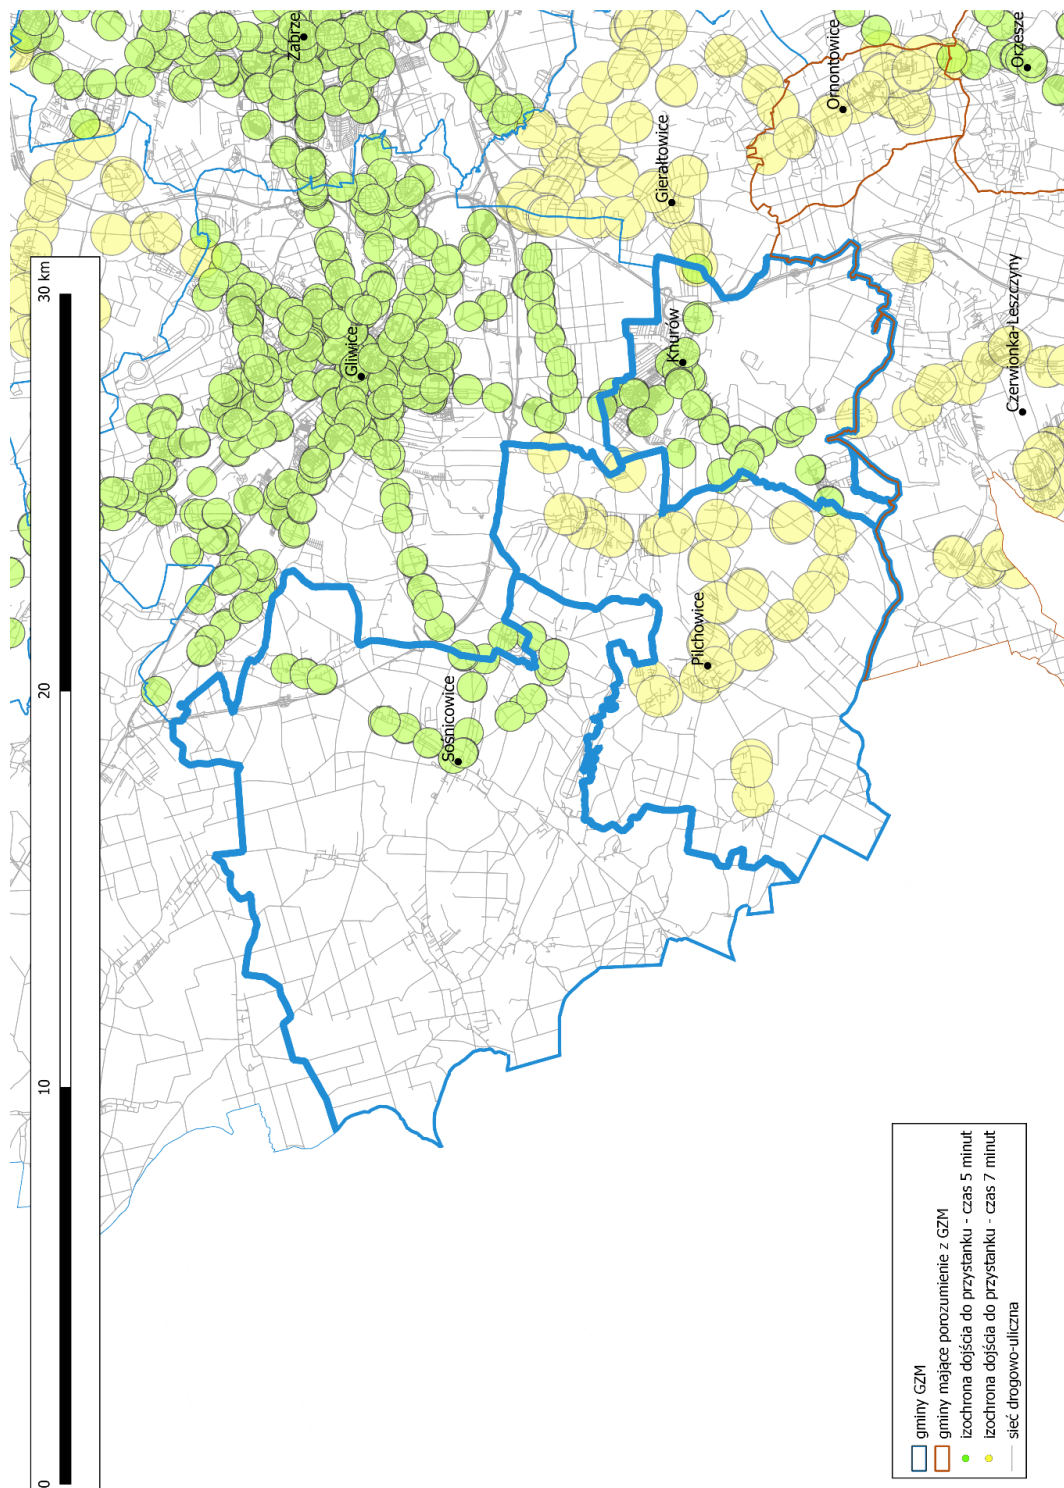 Zabrze
Orzesze
Ornontowice
Gierałtowice
Gliwice
Knurów
Czerwionka-Leszczyny
Pilchowice
Sośnicowice
0
10
20
30 km
gminy GZM
gminy mające porozumienie z GZM
izochrona dojścia do przystanku - czas 5 minut
izochrona dojścia do przystanku - czas 7 minut
sieć drogowo-uliczna